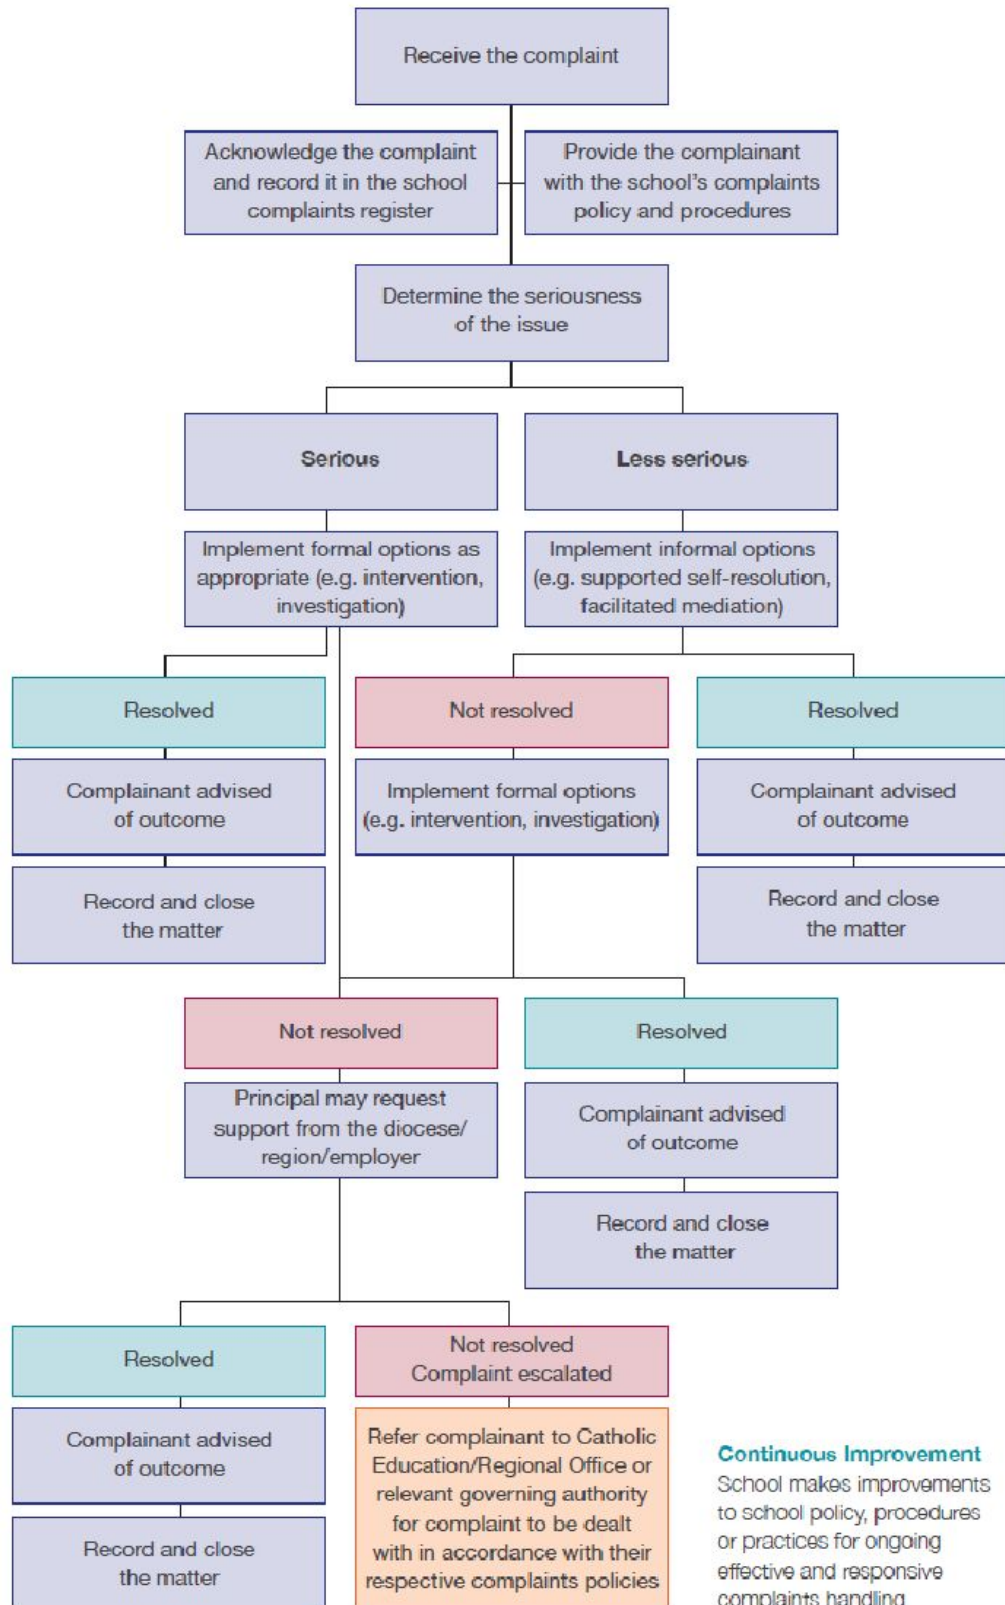 Receive the complaint
Acknowledge the complaint
and record it in the school
complaints register
Provide the complainant
with the school's complaints
policy and procedures
Determine the seriousness
of the issue
Serious
Less serious
Implement formal options as
appropriate (e.g. intervention,
investigation)
Implement informal options
(e.g. supported self-resolution,
facilitated mediation)
Resolved
Not resolved
Resolved
Complainant advised
of outcome
Implement formal options
(e.g. intervention, investigation)
Complainant advised
of outcome
Record and close
the matter
Record and close
the matter
Not resolved
Resolved
Principal may request
support from the diocese/
region/employer
Complainant advised
of outcome
Record and close
the matter
Resolved
Not resolved
Complaint escalated
Complainant advised
of outcome
Refer complainant to Catholic
Education/Regional Office or
relevant governing authority
for complaint to be dealt
with in accordance with their
respective complaints policies
Record and close
the matter
Continuous Improvement
School makes improvements
to school policy, procedures
or practices for ongoing
effective and responsive
complaints handling